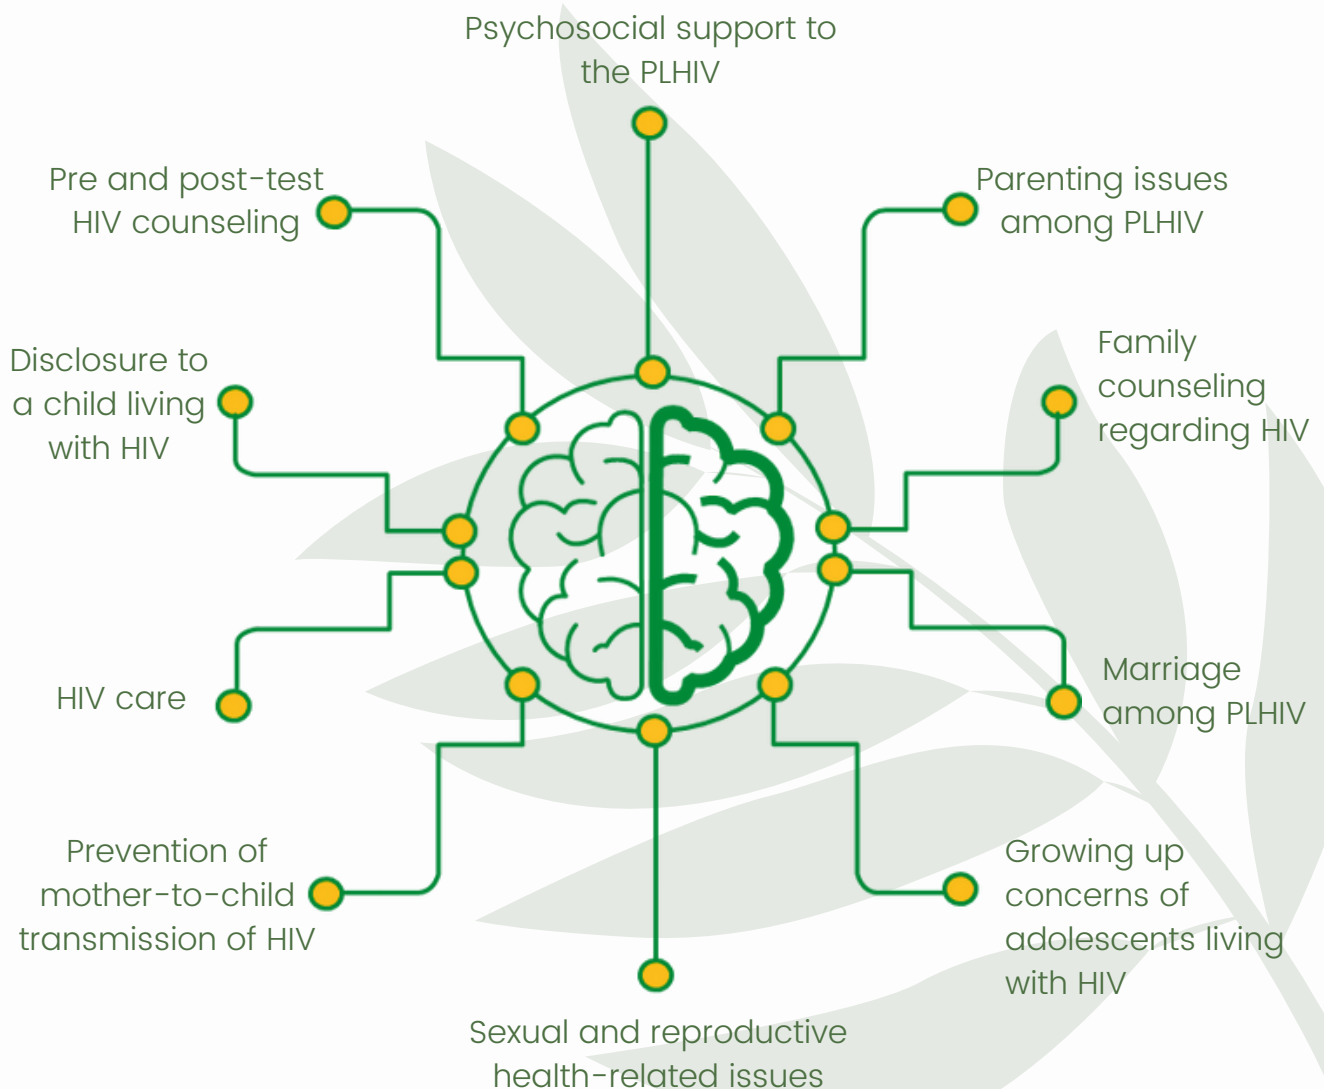 Psychosocial support to
the PLHIV
Pre and post-test
HIV counseling
Parenting issues
among PLHIV
Disclosure to
a child living
with HIV
Family
counseling
regarding HIV
HIV care
Marriage
among PLHIV
Prevention of
mother-to-child
transmission of HIV
Growing up
concerns of
adolescents living
with HIV
Sexual and reproductive
health-related issues